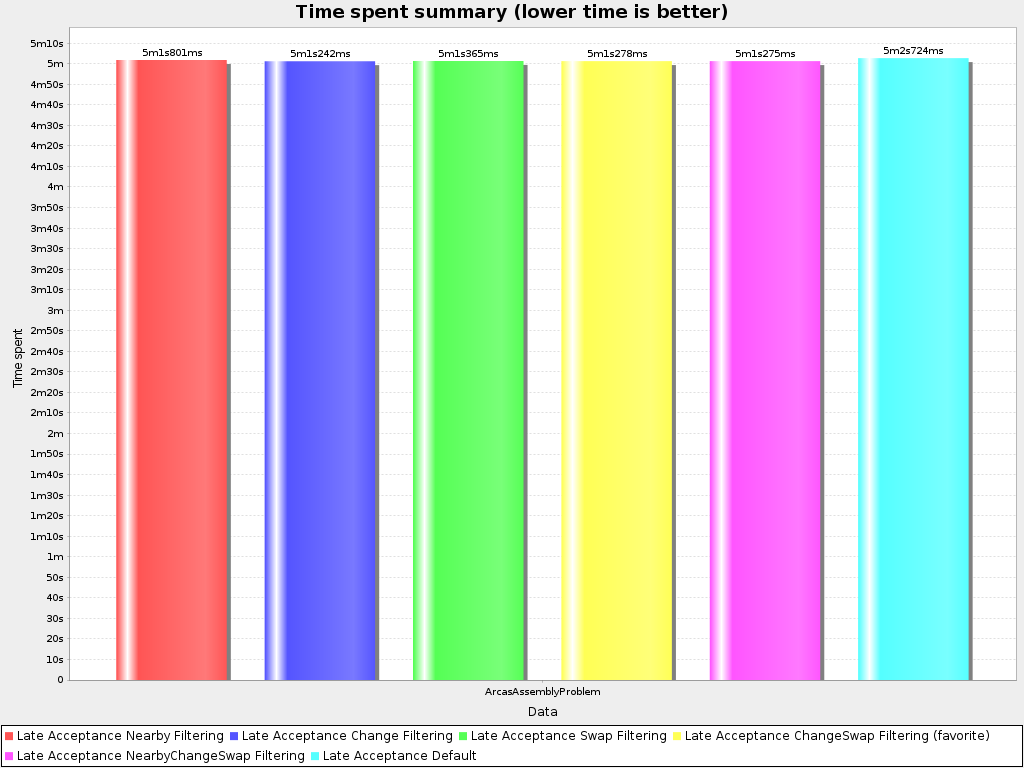 Time spent summary (lower time is better)
5m10s
5m
4m50s
4m40s
4m30s
4m20s
4m10s
4m
3m50s
3m40s
3m30s
3m20s
3m10s
3m
2m50s
2m40s
2m30s
2m20s
2m10s
2m
1m50s
1m40s
1m30s
1m20s
1m10s
1m
50s
40s
30s
20s
10s
0
Time spent
5m1s801ms
5m1s242ms
5m1s365ms
5m1s278ms
5m1s275ms
5m2s724ms
ArcasAssemblyProblem
Data
Late Acceptance Nearby Filtering Late Acceptance Change Filtering Late Acceptance Swap Filtering Late Acceptance ChangeSwap Filtering (favorite)
Late Acceptance NearbyChangeSwap Filtering Late Acceptance Default